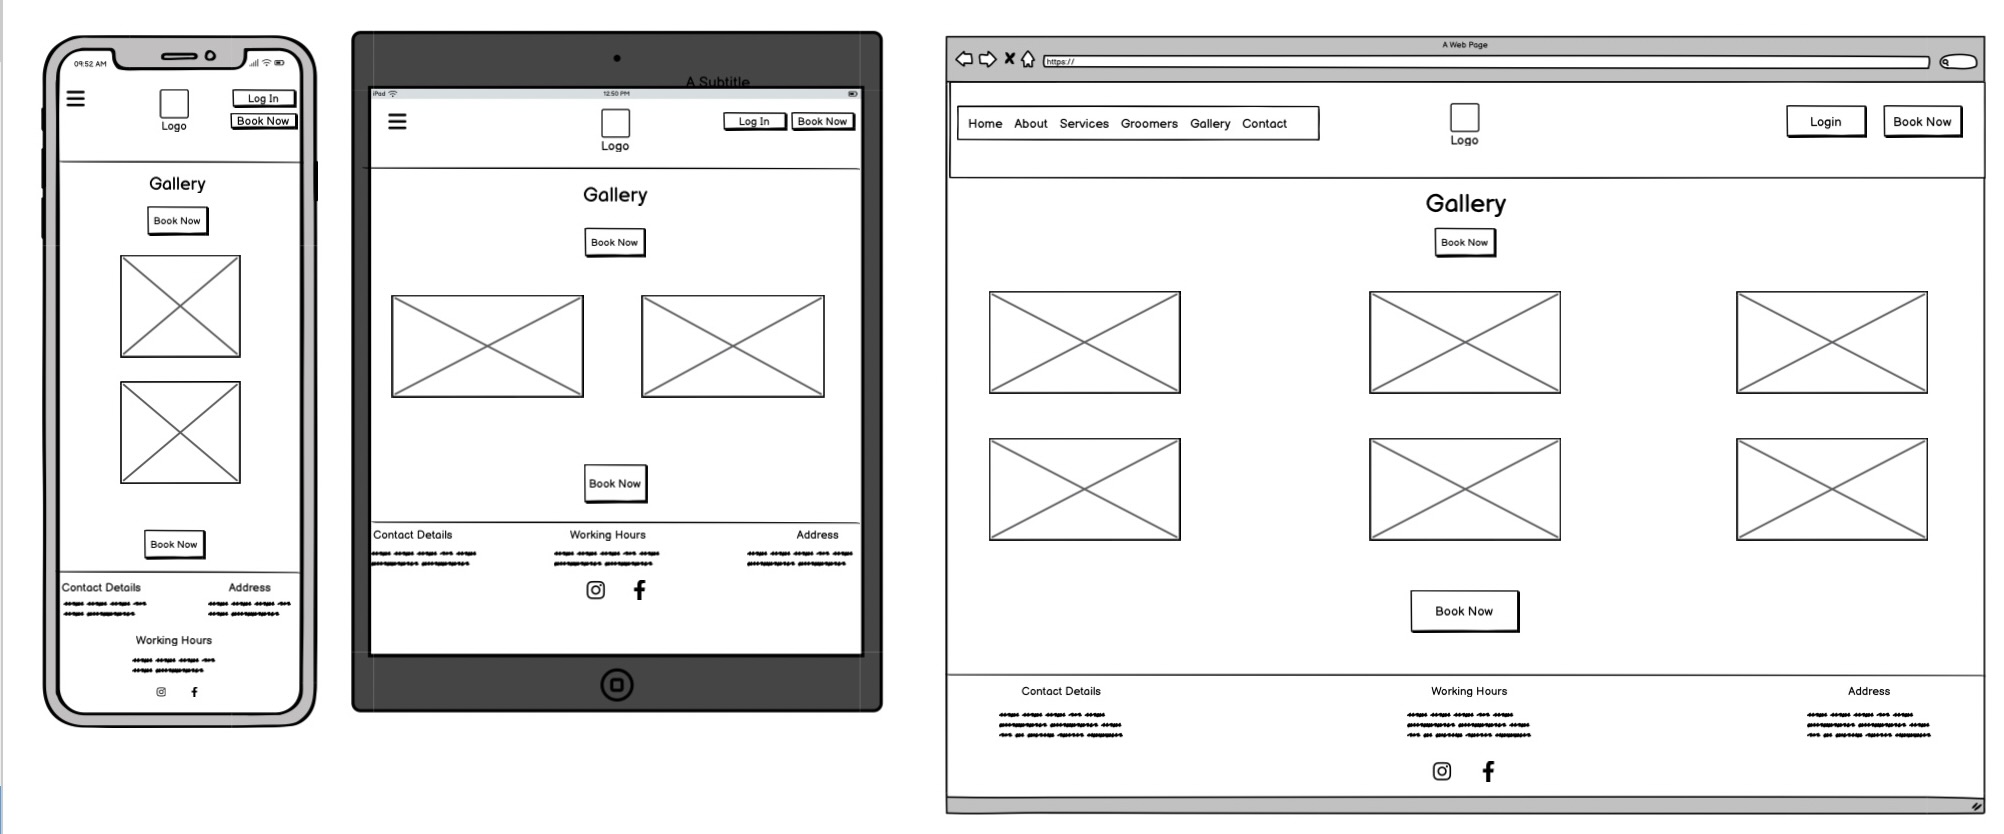 09:52 AM
Log In
Logo
Book Now
Gallery
Book Now
Book Now
Contact Details
Address
Working Hours
A Subtitle
iPad
12:50 PM
Log In
Book Now
Logo
Gallery
Book Now
Book Now
Contact Details
Working Hours
Address
A Web Page
https://
Home About Services Groomers Gallery Contact
Logo
Login
Book Now
Gallery
Book Now
Book Now
Contact Details
Working Hours
Address